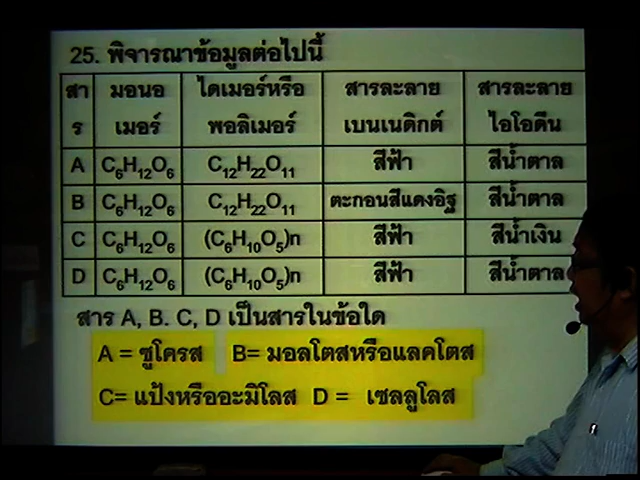 25. พิจารณาข้อมูลต่อไปนี้
สา มอนอ ไดเมอร์หรือ สารละลาย สารละลาย
ร เมอร์ พอลิเมอร์ เบนเนดิกต์ ไอโอดีน
A C₆H₁₂O₆ C₁₂H₂₂O₁₁ สีฟ้า สีน้ำตาล
B C₆H₁₂O₆ C₁₂H₂₂O₁₁ ตะกอนสีแดงอิฐ สีน้ำตาล
C C₆H₁₂O₆ (C₆H₁₀O₅)n สีฟ้า สีน้ำเงิน
D C₆H₁₂O₆ (C₆H₁₀O₅)n สีฟ้า สีน้ำตาล
สาร A, B. C, D เป็นสารในข้อใด
A = ซูโครส B= มอลโตสหรือแลคโตส
C= แป้งหรืออะมิโลส D = เซลลูโลส